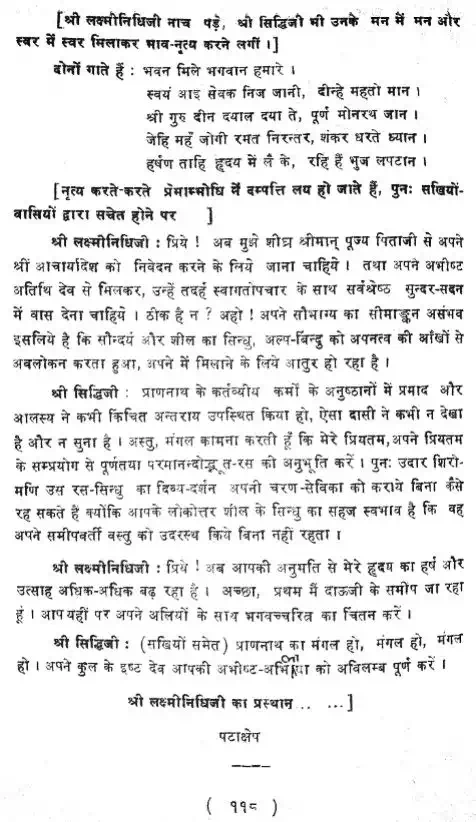 [श्री लक्ष्मीनिधिजी नाच पड़े, श्री सिद्धिजी भी उनके मन में मन और
स्वर में स्वर मिलाकर भाव-नृत्य करने लगीं।]
दोनों गाते हैं : भवन मिले भगवान हमारे।
स्वयं आइ सेवक निज जानी, दीन्हे महतो मान।
श्री गुरु दीन दयाल दया ते, पूर्ण मोनरथ जान।
जेहि महँ जोगी रमत निरन्तर, शंकर धरते ध्यान।
हर्षण ताहि हृदय में लै के, रहि हैं भुज लपटान।
[नृत्य करते-करते प्रेमाम्भोधि में दम्पत्ति लय हो जाते हैं, पुनः सखियों-
वासियों द्वारा सचेत होने पर ]
श्री लक्ष्मीनिधिजी : प्रिये ! अब मुझे शीघ्र श्रीमान् पूज्य पिताजी से अपने
श्रीं आचार्यादेश को निवेदन करने के लिये जाना चाहिये। तथा अपने अभीष्ट
अतिथि देव से मिलकर, उन्हें तदर्ह स्वागतोपचार के साथ सर्वश्रेष्ठ सुन्दर-सदन
में वास देना चाहिये। ठीक है न ? अहो ! अपने सौभाग्य का सीमाङ्कन असंभव
इसलिये है कि सौन्दर्य और शील का सिन्धु, अल्प-बिन्दु को अपनत्व की आँखों से
अवलोकन करता हुआ, अपने में मिलाने के लिये आतुर हो रहा है।
श्री सिद्धिजी : प्राणनाथ के कर्तव्यीय कर्मों के अनुष्ठानों में प्रमाद और
आलस्य ने कभी किंचित अन्तराय उपस्थित किया हो, ऐसा दासी ने कभी न देखा
है और न सुना है। अस्तु, मंगल कामना करती हूँ कि मेरे प्रियतम, अपने प्रियतम
के सम्प्रयोग से पूर्णतया परमानन्दोद्भूत-रस की अनुभूति करें। पुनः उदार शिरो-
मणि उस रस-सिन्धु का दिव्य-दर्शन अपनी चरण-सेविका को कराये बिना कैसे
रह सकते हैं क्योंकि आपके लोकोत्तर शील के सिन्धु का सहज स्वभाव है कि वह
अपने समीपवर्ती वस्तु को उदरस्थ किये बिना नहीं रहता।
श्री लक्ष्मीनिधिजी : प्रिये ! अब आपकी अनुमति से मेरे हृदय का हर्ष और
उत्साह अधिक-अधिक बढ़ रहा है। अच्छा, प्रथम मैं दाऊजी के समीप जा रहा
हूं। आप यहीं पर अपने अलियों के साथ भगवच्चरित्र का चिंतन करें।
श्री सिद्धिजी : (सखियों समेत) प्राणनाथ का मंगल हो, मंगल हो, मंगल
हो। अपने कुल के इष्ट देव आपकी अभीष्ट- को अविलम्ब पूर्ण करें।
श्री लक्ष्मीनिधिजी का प्रस्थान .. ...]
पटाक्षेप
( ११८ )